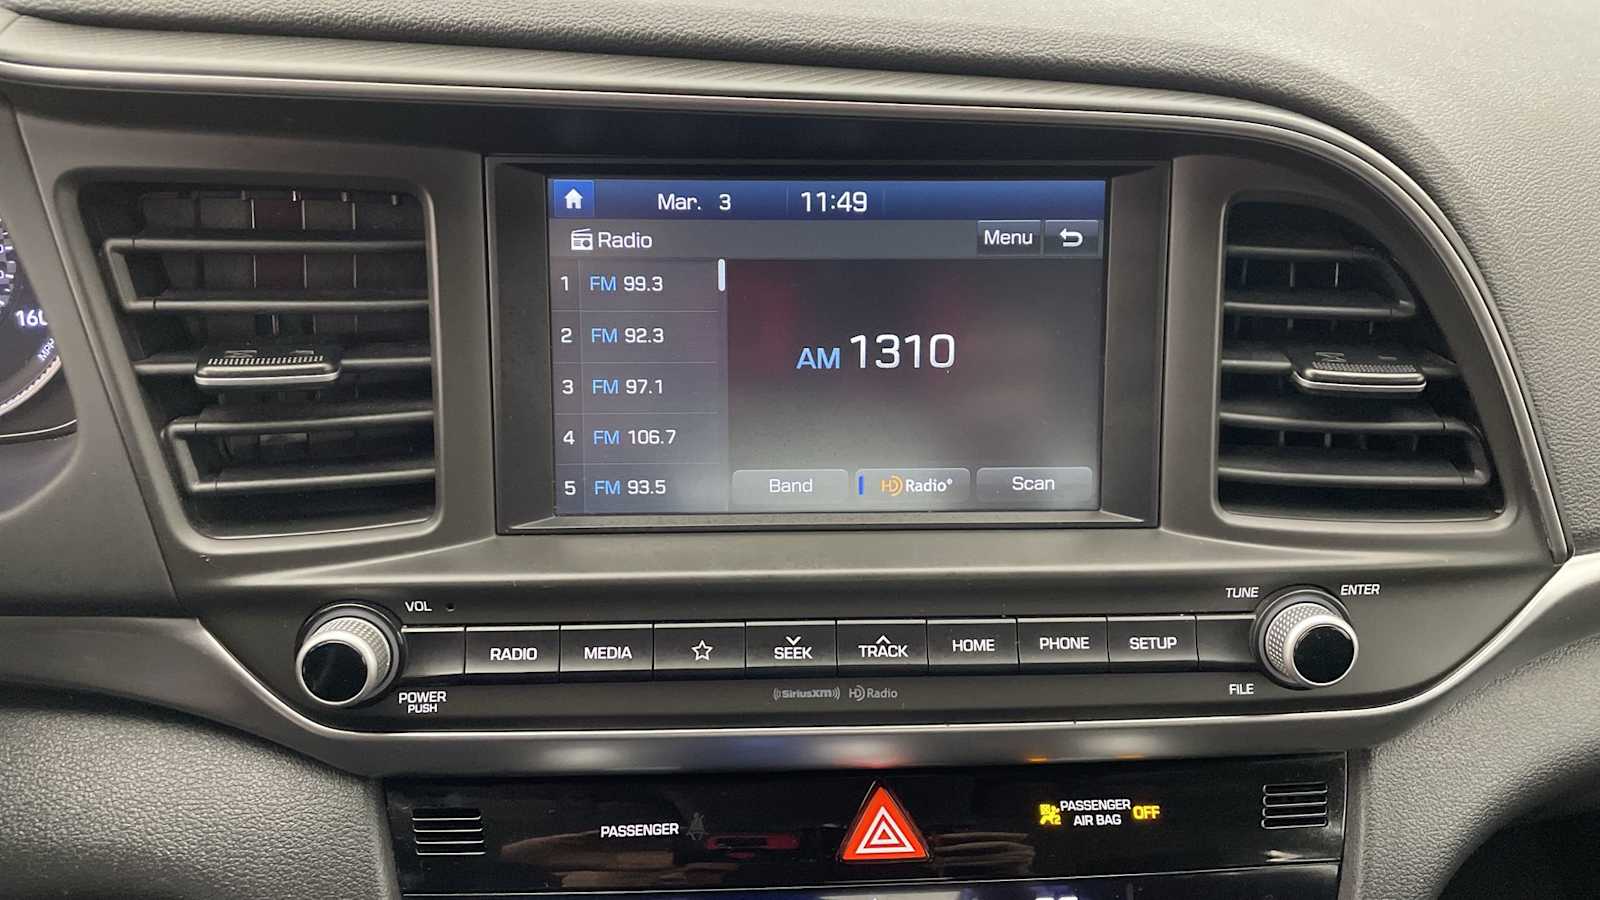 Mar. 3 11:49
Radio Menu
1 FM 99.3
2 FM 92.3
3 FM 97.1
4 FM 106.7
5 FM 93.5
AM 1310
Band HD Radio® Scan
160
MPH
VOL
TUNE ENTER
RADIO MEDIA SEEK TRACK HOME PHONE SETUP
POWER
PUSH
FILE
((SiriusXM)) HD Radio
PASSENGER
PASSENGER
AIR BAG OFF